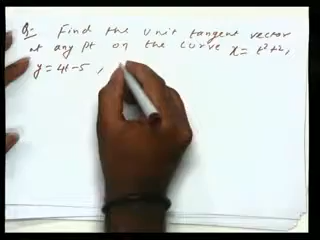 Q:- Find the unit tangent vector
at any pt on the curve x = t²+2,
y = 4t-5,